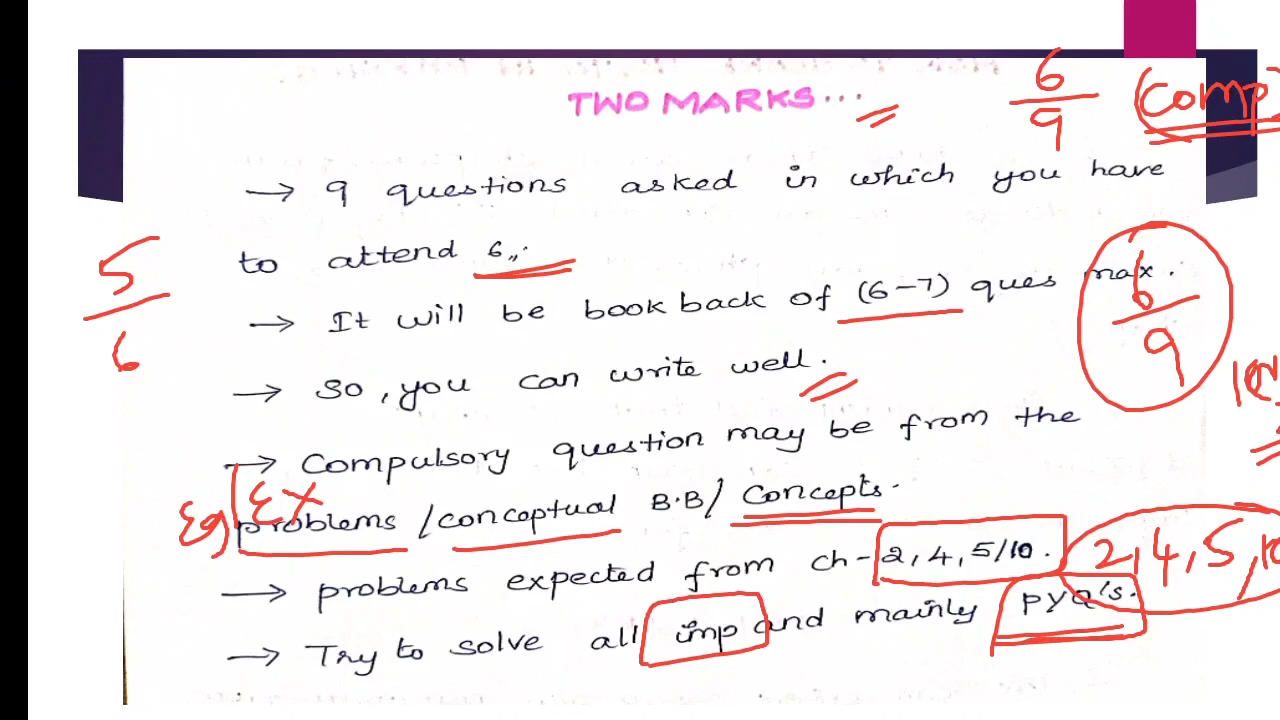 TWO MARKS...
6
9
(comp)
→ 9 questions asked in which you have
to attend 6,,.
5
6
→ It will be book back of (6-7) ques max.
6
9
→ So, you can write well.
→ Compulsory question may be from the
Eg/Ex
problems /conceptual B.B/ Concepts.
→ problems expected from ch- 2, 4, 5/10.
2, 4, 5, 10
→ Try to solve all imp and mainly PYQ's.